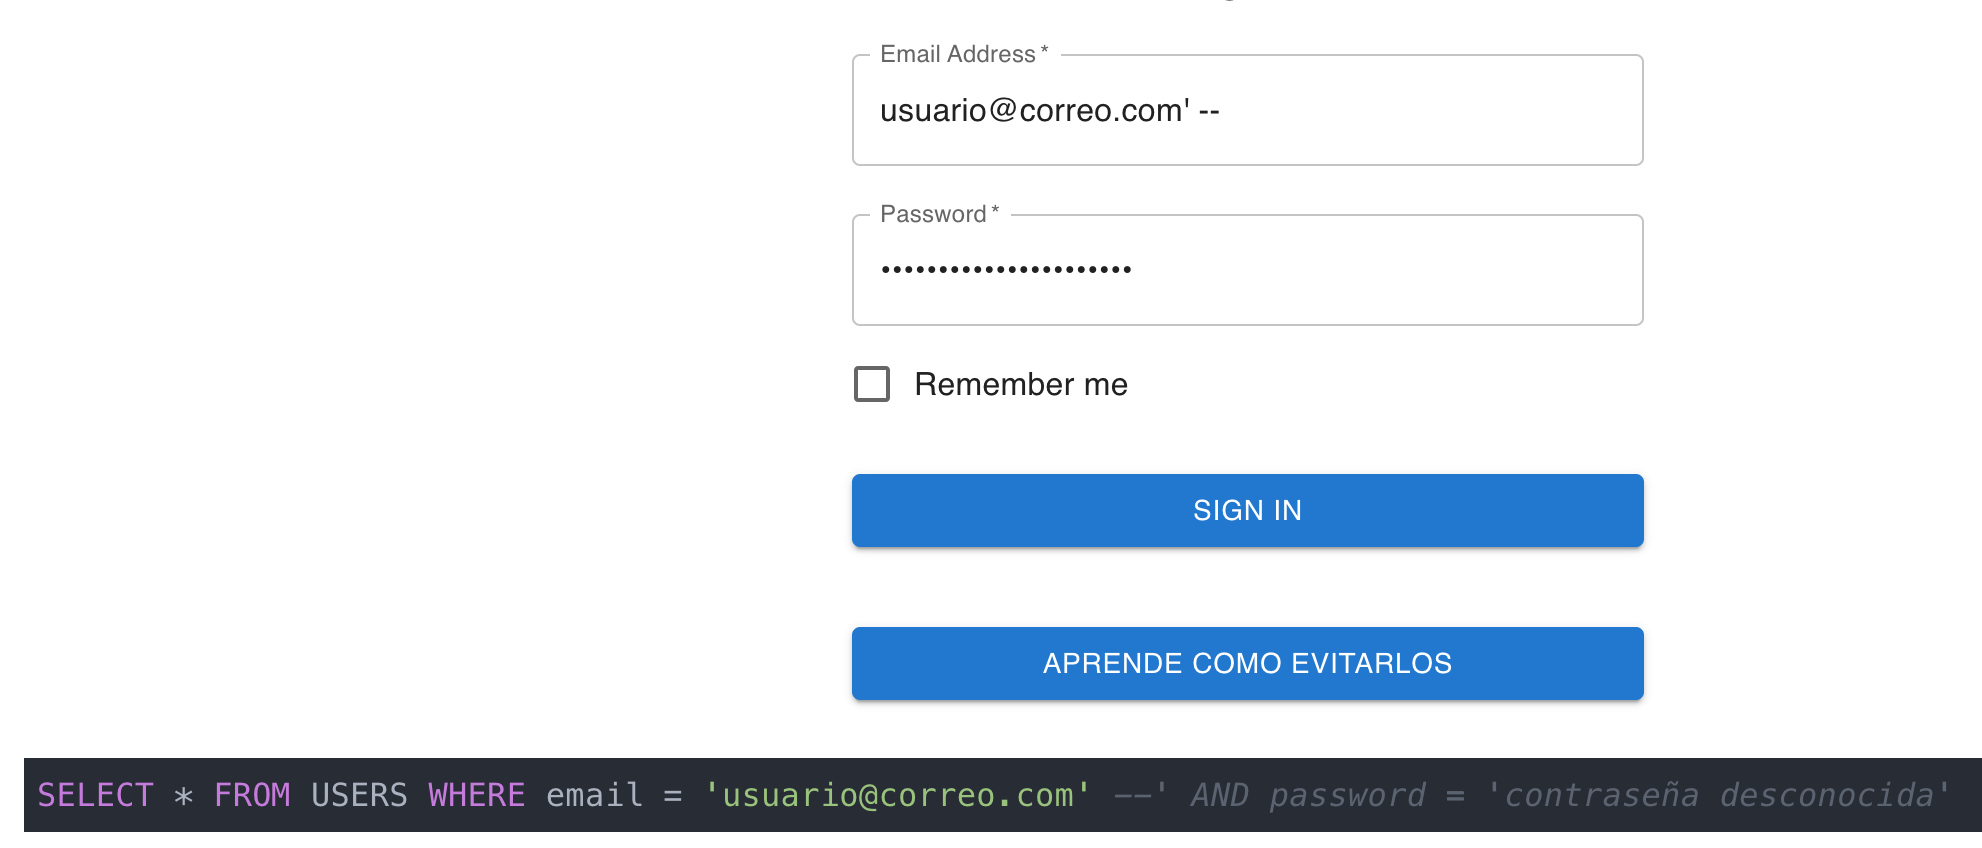 Email Address *
usuario@correo.com' --
Password *
••••••••••••••••••••••
Remember me
SIGN IN
APRENDE COMO EVITARLOS
SELECT * FROM USERS WHERE email = 'usuario@correo.com' --' AND password = 'contraseña desconocida'